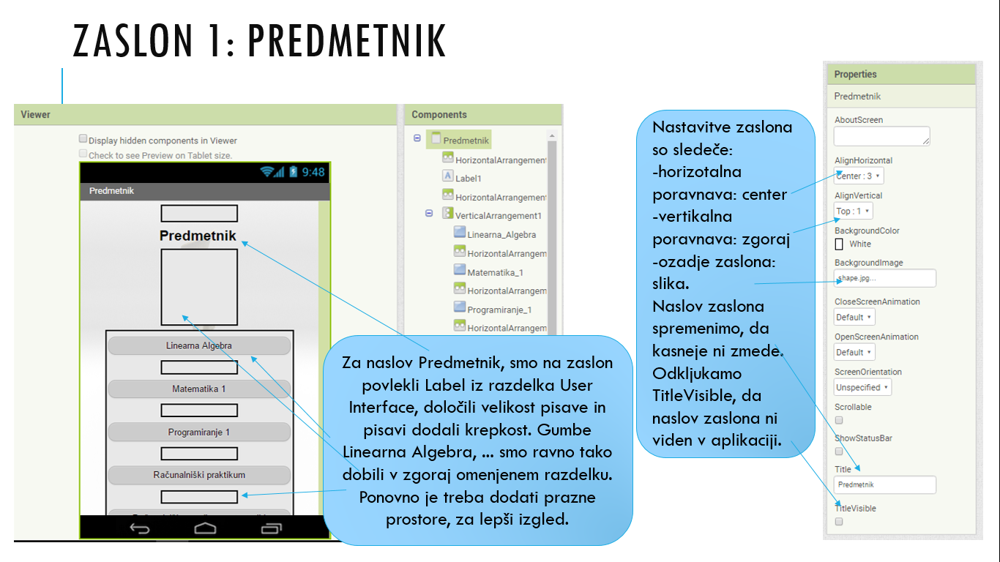 ZASLON 1: PREDMETNIK
Viewer
Display hidden components in Viewer
Check to see Preview on Tablet size.
9:48
Predmetnik
Predmetnik
Linearna Algebra
Matematika 1
Programiranje 1
Računalniški praktikum
Components
Predmetnik
HorizontalArrangement
Label1
HorizontalArrangement
VerticalArrangement1
Linearna_Algebra
HorizontalArrangem
Matematika_1
HorizontalArrangem
Programiranje_1
HorizontalArrangem
Za naslov Predmetnik, smo na zaslon
povlekli Label iz razdelka User
Interface, določili velikost pisave in
pisavi dodali krepkost. Gumbe
Linearna Algebra, ... smo ravno tako
dobili v zgoraj omenjenem razdelku.
Ponovno je treba dodati prazne
prostore, za lepši izgled.
Nastavitve zaslona
so sledeče:
-horizotalna
poravnava: center
-vertikalna
poravnava: zgoraj
-ozadje zaslona:
slika.
Naslov zaslona
spremenimo, da
kasneje ni zmede.
Odkljukamo
TitleVisible, da
naslov zaslona ni
viden v aplikaciji.
Properties
Predmetnik
AboutScreen
AlignHorizontal
Center : 3
AlignVertical
Top : 1
BackgroundColor
White
BackgroundImage
shape.jpg...
CloseScreenAnimation
Default
OpenScreenAnimation
Default
ScreenOrientation
Unspecified
Scrollable
ShowStatusBar
Title
Predmetnik
TitleVisible